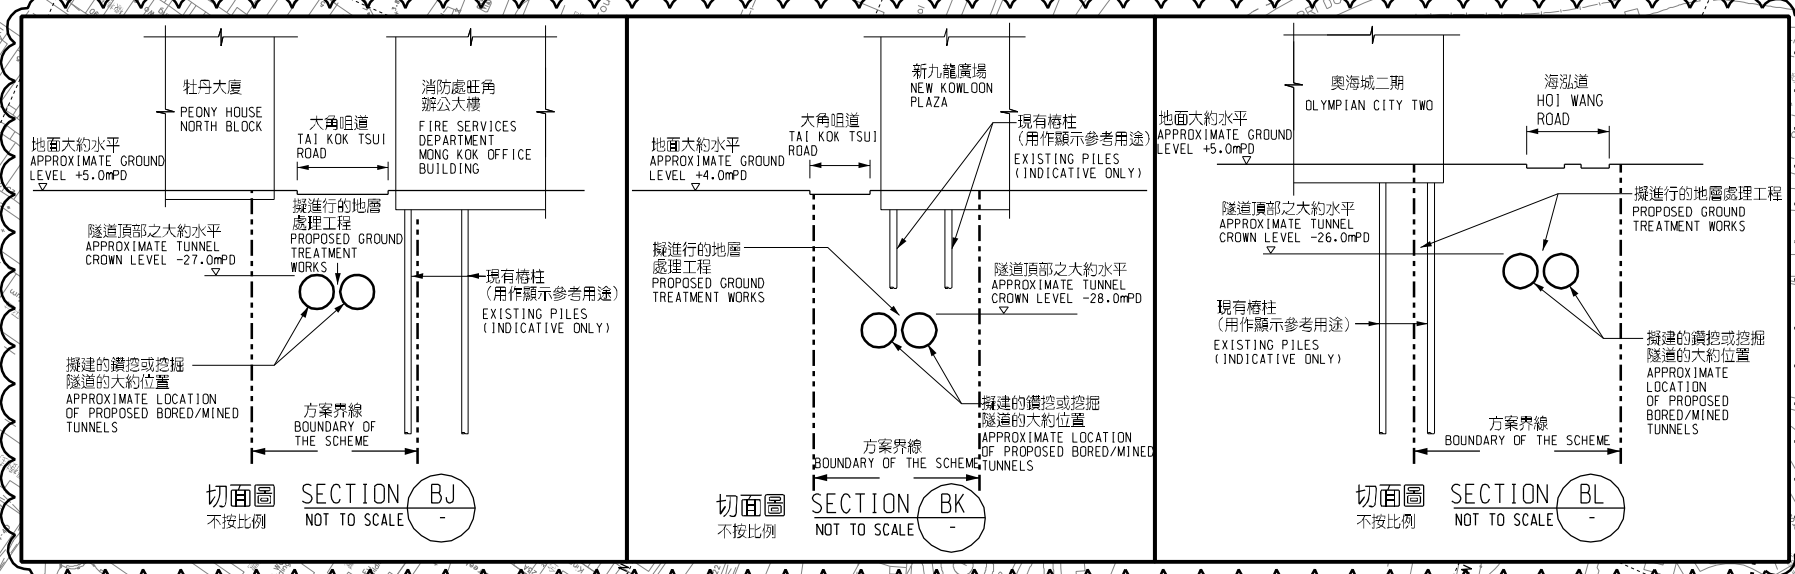 牡丹大廈
PEONY HOUSE
NORTH BLOCK
消防處旺角
辦公大樓
FIRE SERVICES
DEPARTMENT
MONG KOK OFFICE
BUILDING
大角咀道
TAI KOK TSUI
ROAD
地面大約水平
APPROXIMATE GROUND
LEVEL +5.0mPD
隧道頂部之大約水平
APPROXIMATE TUNNEL
CROWN LEVEL -27.0mPD
擬進行的地層
處理工程
PROPOSED GROUND
TREATMENT
WORKS
現有樁柱
(用作顯示參考用途)
EXISTING PILES
(INDICATIVE ONLY)
擬建的鑽挖或挖掘
隧道的大約位置
APPROXIMATE LOCATION
OF PROPOSED BORED/MINED
TUNNELS
方案界線
BOUNDARY OF
THE SCHEME
切面圖 SECTION BJ
不按比例 NOT TO SCALE -
新九龍廣場
NEW KOWLOON
PLAZA
大角咀道
TAI KOK TSUI
ROAD
現有樁柱
(用作顯示參考用途)
EXISTING PILES
(INDICATIVE ONLY)
地面大約水平
APPROXIMATE GROUND
LEVEL +4.0mPD
擬進行的地層
處理工程
PROPOSED GROUND
TREATMENT WORKS
隧道頂部之大約水平
APPROXIMATE TUNNEL
CROWN LEVEL -28.0mPD
擬建的鑽挖或挖掘
隧道的大約位置
APPROXIMATE LOCATION
OF PROPOSED BORED/MINED
TUNNELS
方案界線
BOUNDARY OF THE SCHEME
切面圖 SECTION BK
不按比例 NOT TO SCALE -
奧海城二期
OLYMPIAN CITY TWO
海泓道
HOI WANG
ROAD
地面大約水平
APPROXIMATE GROUND
LEVEL +5.0mPD
隧道頂部之大約水平
APPROXIMATE TUNNEL
CROWN LEVEL -26.0mPD
擬進行的地層處理工程
PROPOSED GROUND
TREATMENT WORKS
現有樁柱
(用作顯示參考用途)
EXISTING PILES
(INDICATIVE ONLY)
擬建的鑽挖或挖掘
隧道的大約位置
APPROXIMATE
LOCATION
OF PROPOSED
BORED/MINED
TUNNELS
方案界線
BOUNDARY OF THE SCHEME
切面圖 SECTION BL
不按比例 NOT TO SCALE -